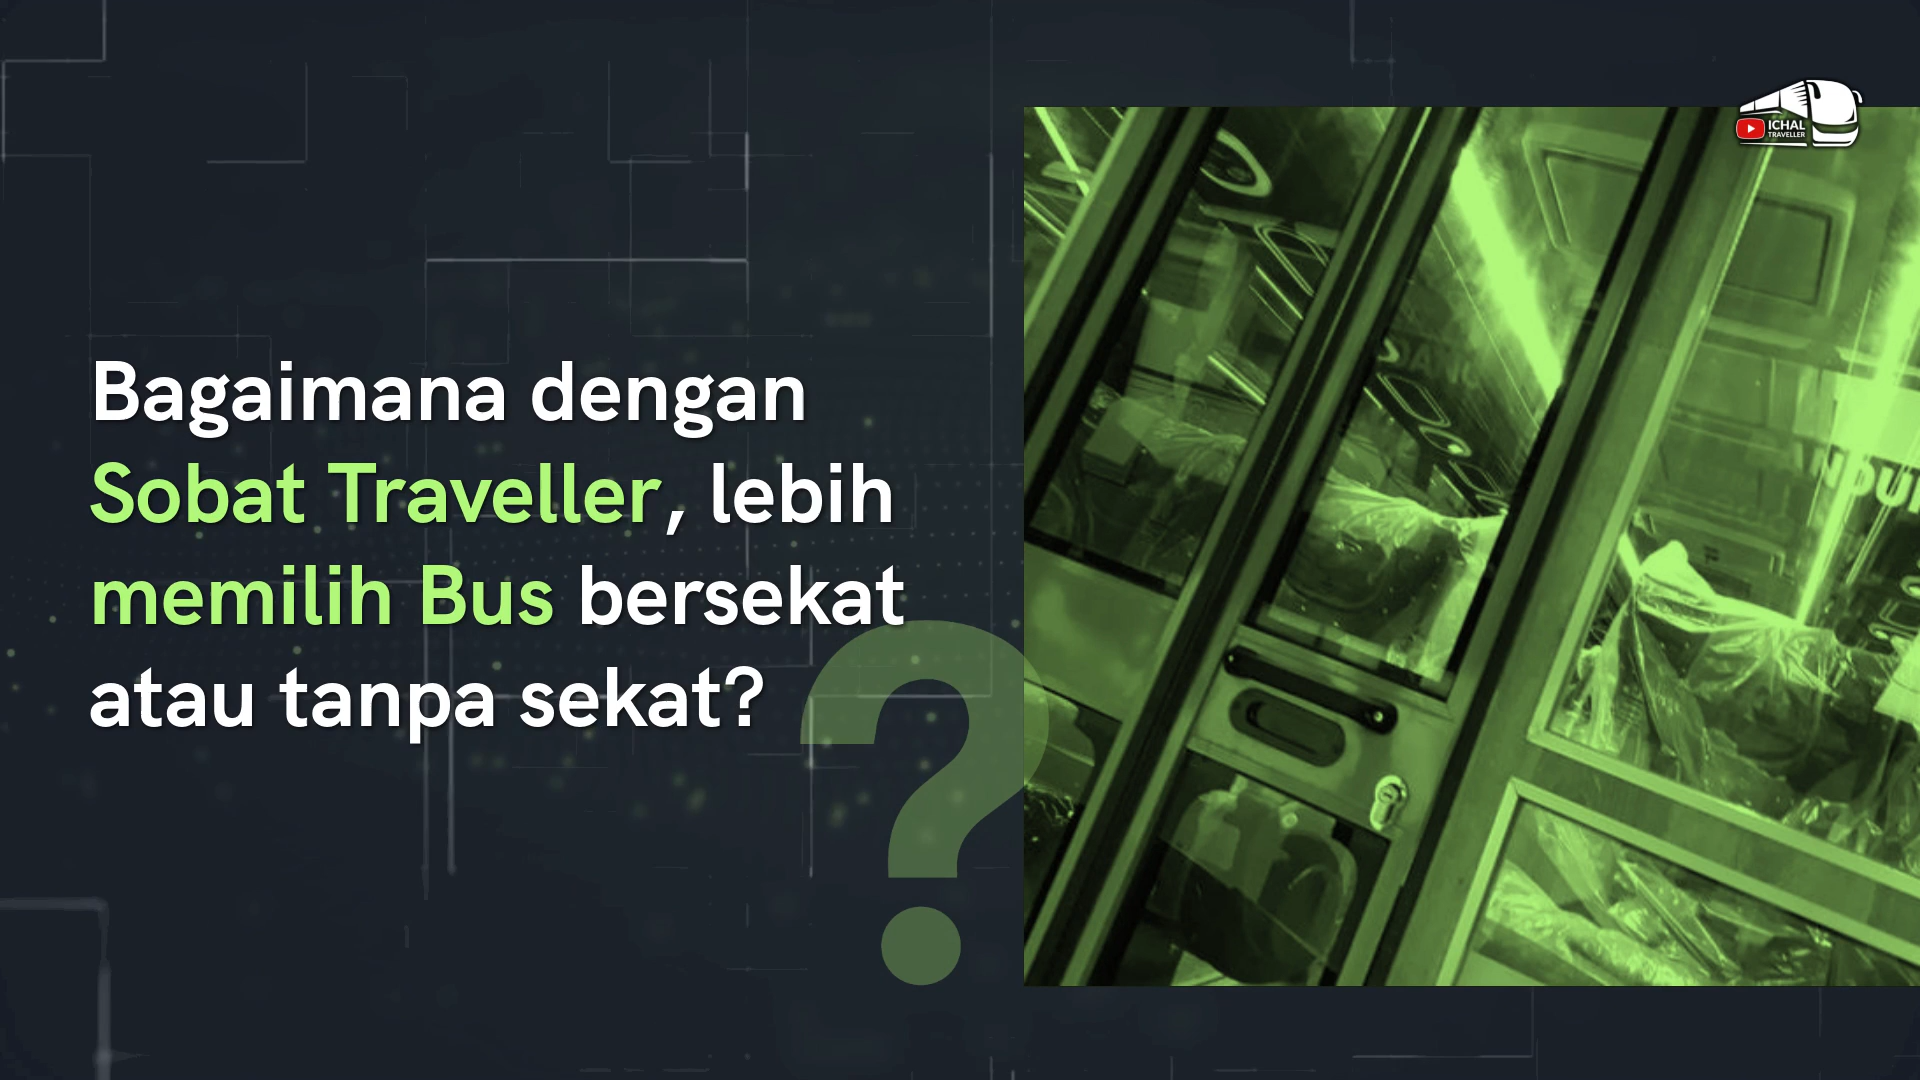 ICHAL
TRAVELLER
Bagaimana dengan
Sobat Traveller, lebih
memilih Bus bersekat
atau tanpa sekat?
?